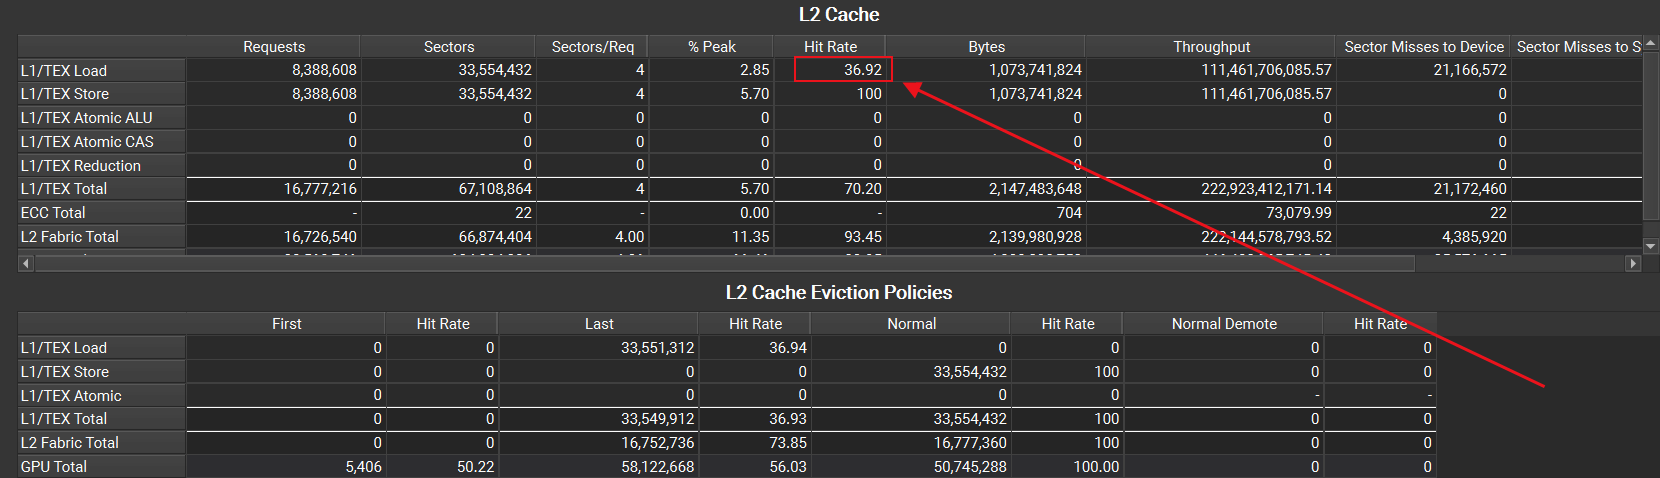 L2 Cache
Requests Sectors Sectors/Req % Peak Hit Rate Bytes Throughput Sector Misses to Device Sector Misses to S
L1/TEX Load 8,388,608 33,554,432 4 2.85 36.92 1,073,741,824 111,461,706,085.57 21,166,572
L1/TEX Store 8,388,608 33,554,432 4 5.70 100 1,073,741,824 111,461,706,085.57 0
L1/TEX Atomic ALU 0 0 0 0 0 0 0 0
L1/TEX Atomic CAS 0 0 0 0 0 0 0 0
L1/TEX Reduction 0 0 0 0 0 0 0 0
L1/TEX Total 16,777,216 67,108,864 4 5.70 70.20 2,147,483,648 222,923,412,171.14 21,172,460
ECC Total - 22 - 0.00 - 704 73,079.99 22
L2 Fabric Total 16,726,540 66,874,404 4.00 11.35 93.45 2,139,980,928 222,144,578,793.52 4,385,920
L2 Cache Eviction Policies
First Hit Rate Last Hit Rate Normal Hit Rate Normal Demote Hit Rate
L1/TEX Load 0 0 33,551,312 36.94 0 0 0 0
L1/TEX Store 0 0 0 0 33,554,432 100 0 0
L1/TEX Atomic 0 0 0 0 0 0 - -
L1/TEX Total 0 0 33,549,912 36.93 33,554,432 100 0 0
L2 Fabric Total 0 0 16,752,736 73.85 16,777,360 100 0 0
GPU Total 5,406 50.22 58,122,668 56.03 50,745,288 100.00 0 0